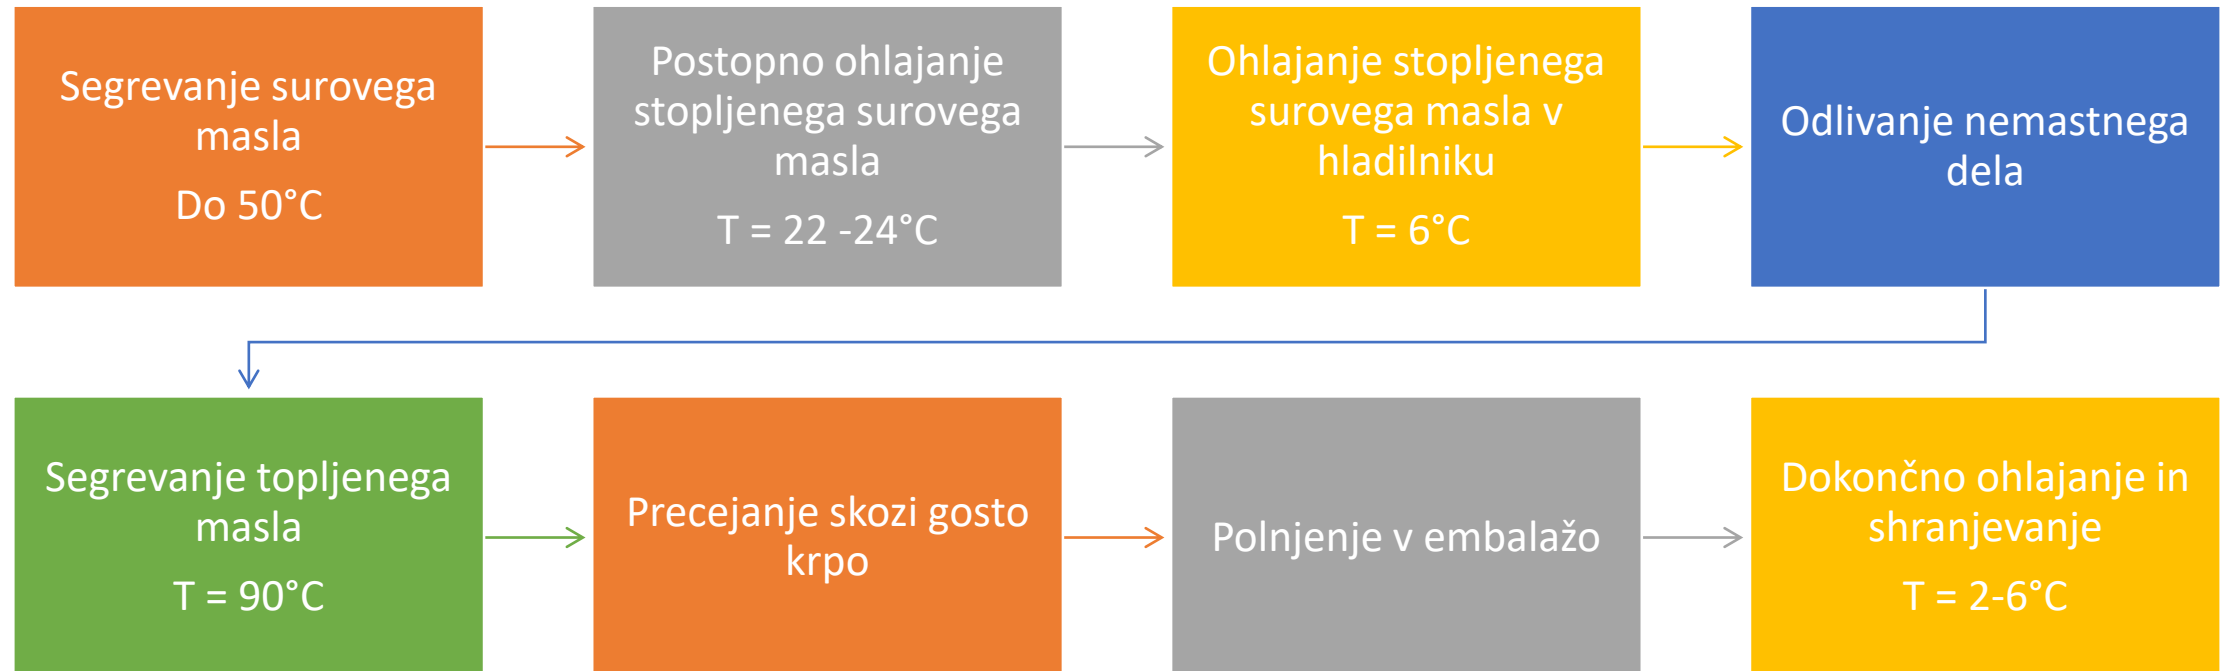 Segrevanje surovega
masla
Do 50°C
Postopno ohlajanje
stopljenega surovega
masla
T = 22 -24°C
Ohlajanje stopljenega
surovega masla v
hladilniku
T = 6°C
Odlivanje nemastnega
dela
Segrevanje topljenega
masla
T = 90°C
Precejanje skozi gosto
krpo
Polnjenje v embalažo
Dokončno ohlajanje in
shranjevanje
T = 2-6°C